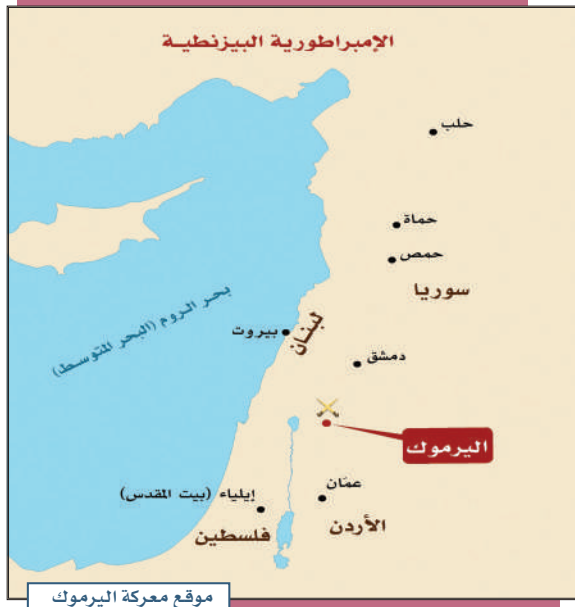 الإمبراطورية البيزنطية
حلب
حماة
حمص
سوريا
بحر الروم (البحر المتوسط)
لبنان
بيروت
دمشق
اليرموك
عمّان
إيلياء (بيت المقدس)
الأردن
فلسطين
موقع معركة اليرموك